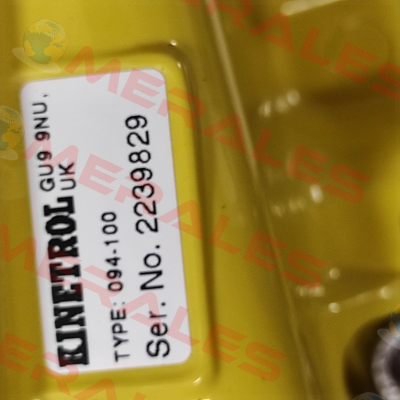 KINETROL GU9 9NU,
UK
TYPE: 094-100
Ser. No. 2239829
MERALES
MERALES
MERALES